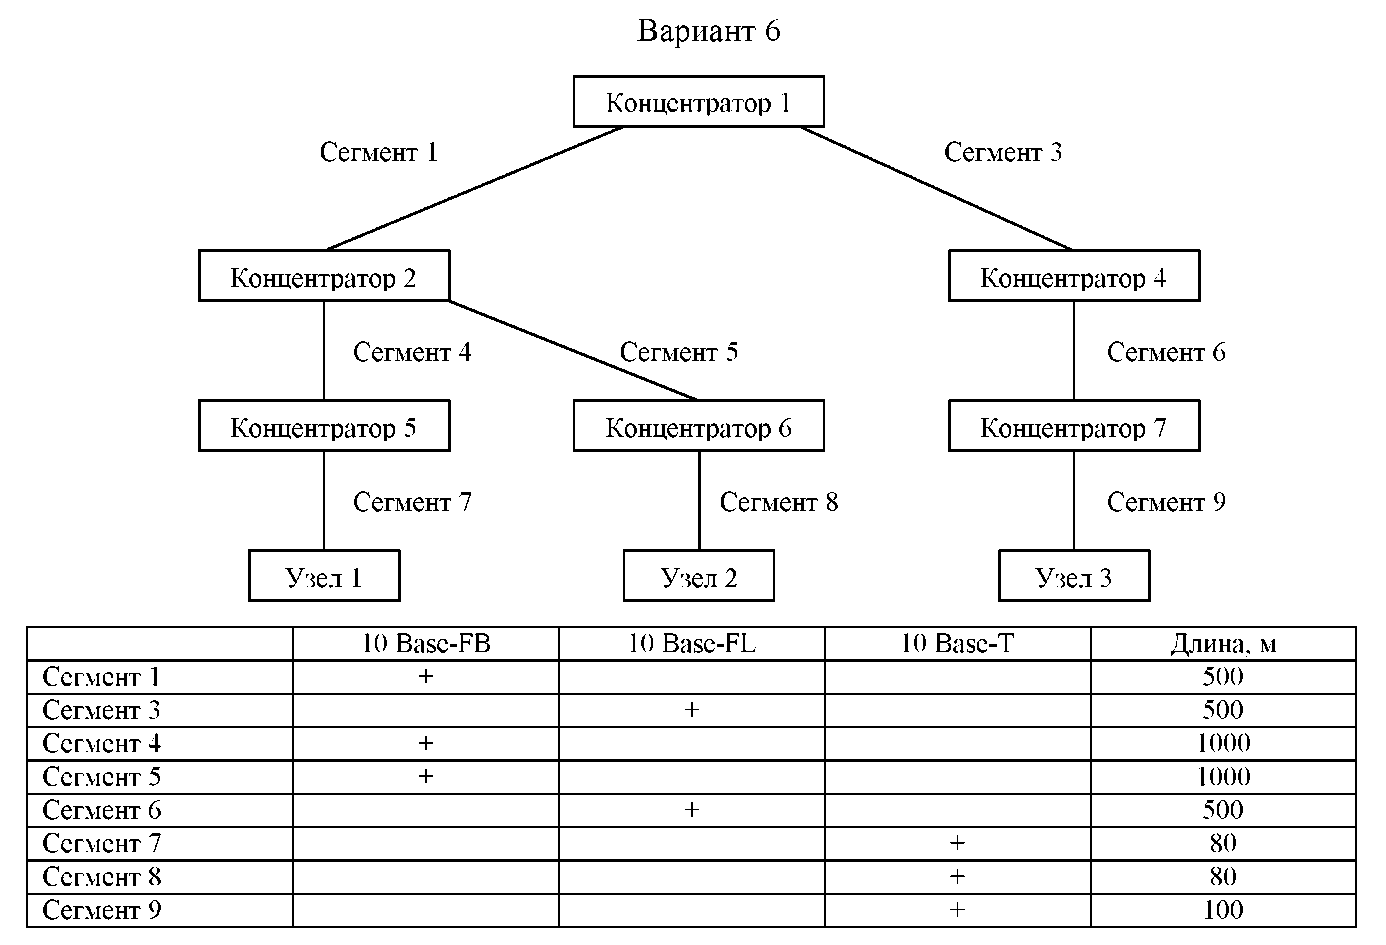 Вариант 6
Концентратор 1
Сегмент 1
Сегмент 3
Концентратор 2
Концентратор 4
Сегмент 4
Сегмент 5
Сегмент 6
Концентратор 5
Концентратор 6
Концентратор 7
Сегмент 7
Сегмент 8
Сегмент 9
Узел 1
Узел 2
Узел 3
10 Base-FB 10 Base-FL 10 Base-T Длина, м
Сегмент 1 + 500
Сегмент 3 + 500
Сегмент 4 + 1000
Сегмент 5 + 1000
Сегмент 6 + 500
Сегмент 7 + 80
Сегмент 8 + 80
Сегмент 9 + 100